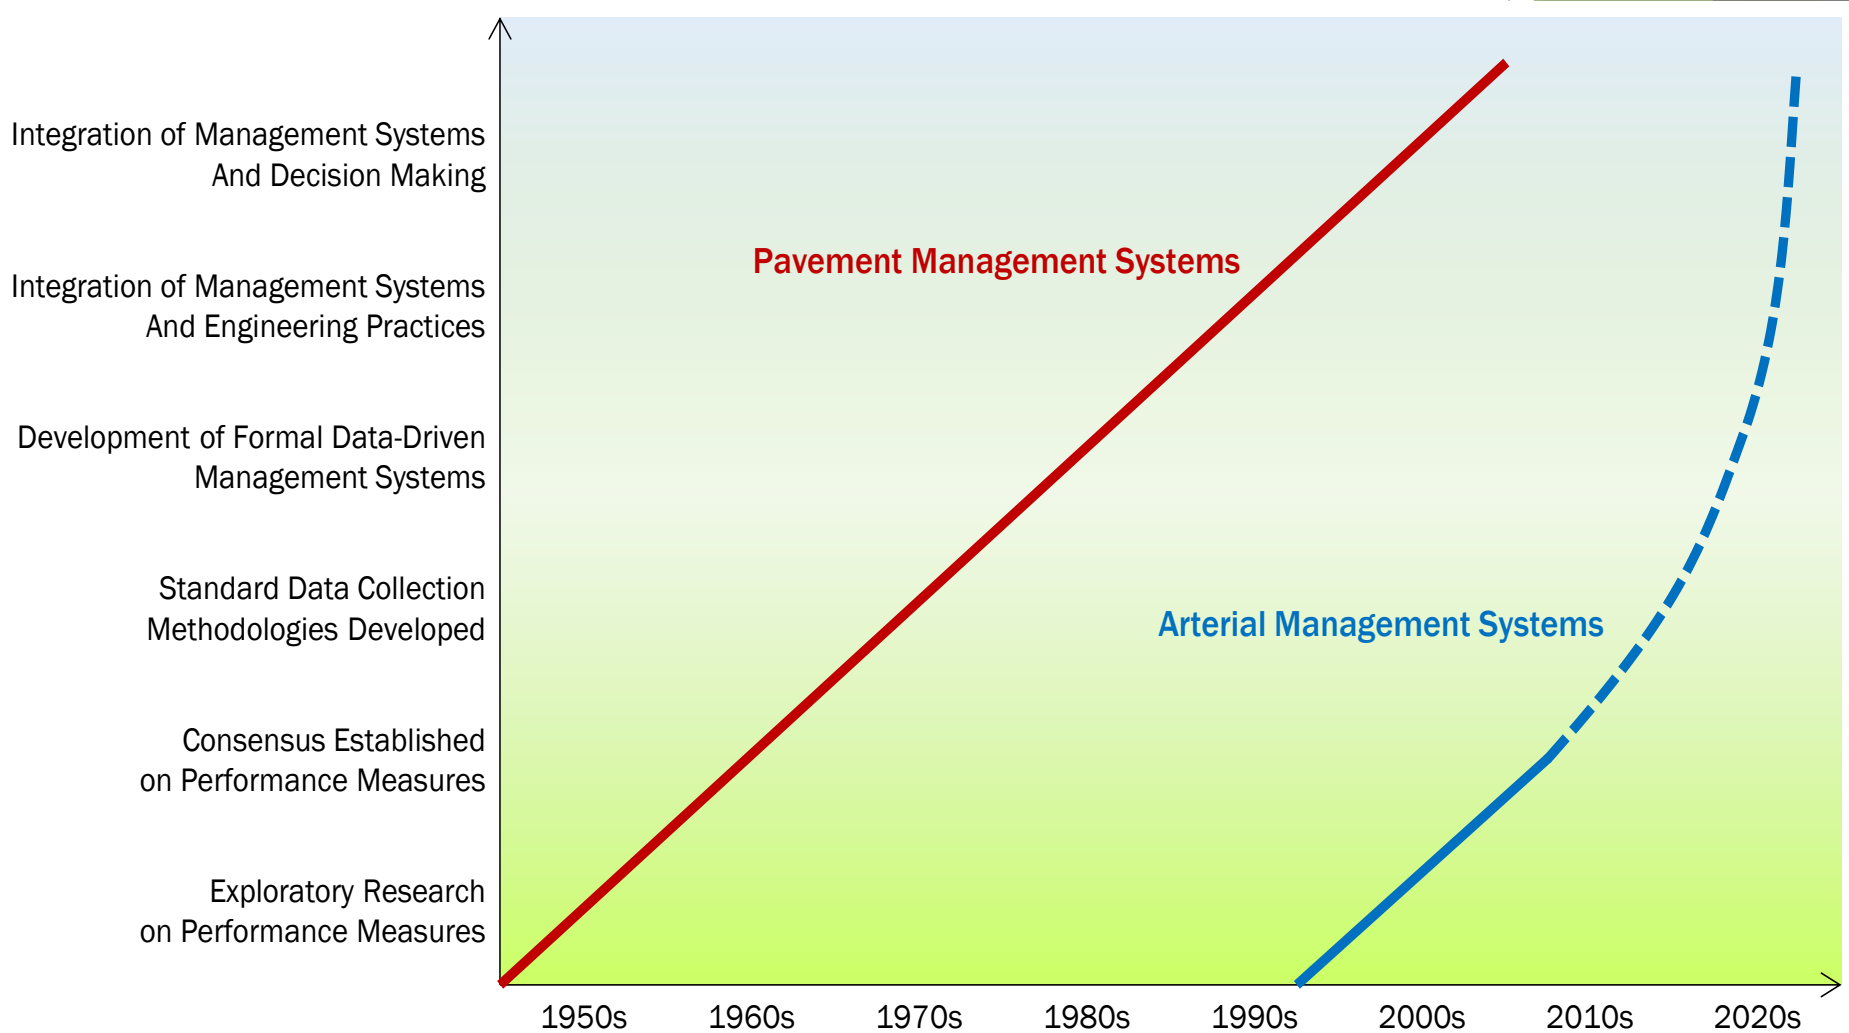 Integration of Management Systems
And Decision Making
Integration of Management Systems
And Engineering Practices
Development of Formal Data-Driven
Management Systems
Standard Data Collection
Methodologies Developed
Consensus Established
on Performance Measures
Exploratory Research
on Performance Measures
Pavement Management Systems
Arterial Management Systems
1950s 1960s 1970s 1980s 1990s 2000s 2010s 2020s